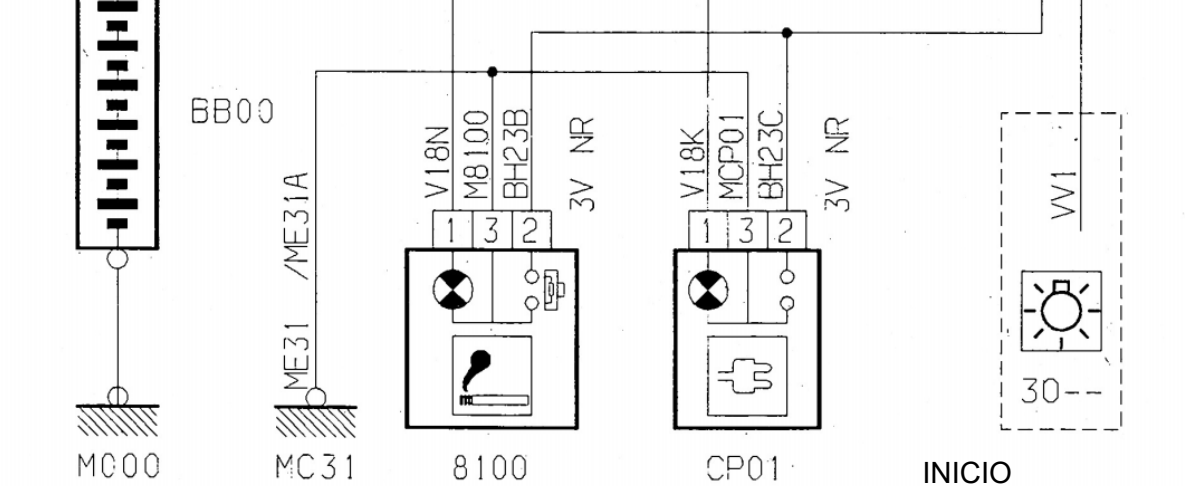 BB00
ME31 /ME31A
V18N
M8100
BH23B
3V NR
V18K
MCP01
BH23C
3V NR
VV1
1 3 2
1 3 2
30--
MC00
MC31
8100
CP01
INICIO